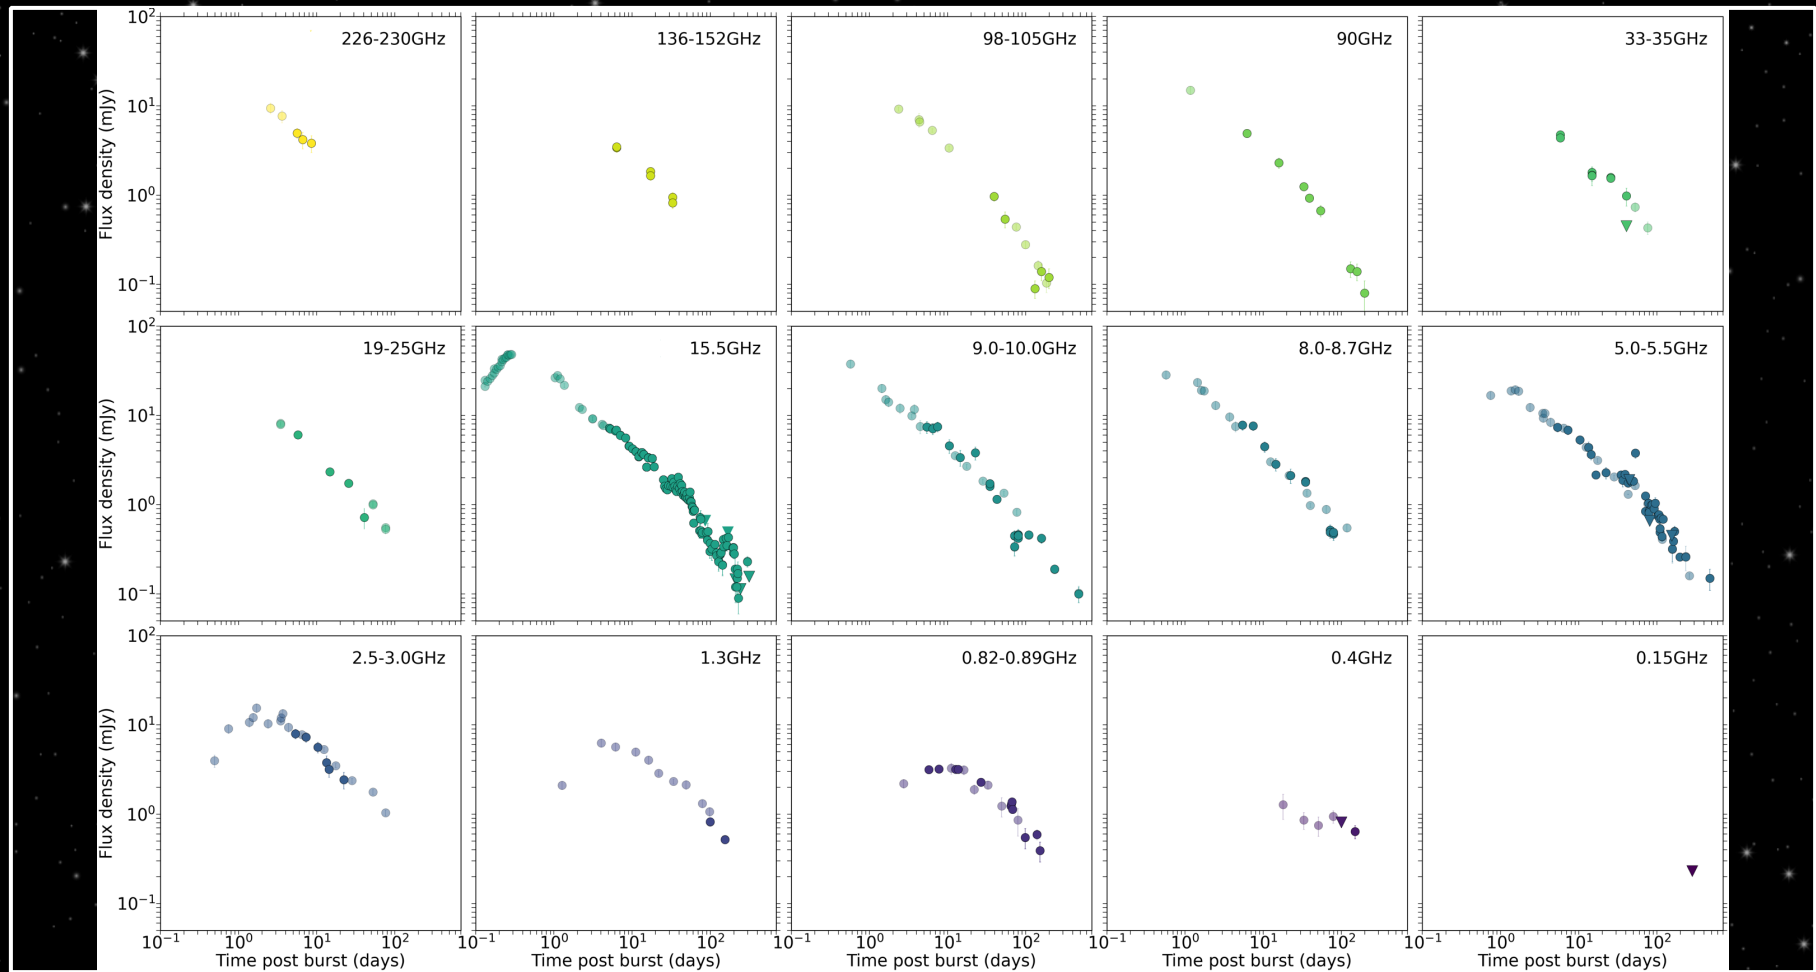 10² 226-230GHz 136-152GHz 98-105GHz 90GHz 33-35GHz
10¹
10⁰
10⁻¹
Flux density (mJy)
10² 19-25GHz 15.5GHz 9.0-10.0GHz 8.0-8.7GHz 5.0-5.5GHz
10¹
10⁰
10⁻¹
Flux density (mJy)
10² 2.5-3.0GHz 1.3GHz 0.82-0.89GHz 0.4GHz 0.15GHz
10¹
10⁰
10⁻¹
Flux density (mJy)
10⁻¹ 10⁰ 10¹ 10² 10⁻¹ 10⁰ 10¹ 10² 10⁻¹ 10⁰ 10¹ 10² 10⁻¹ 10⁰ 10¹ 10² 10⁻¹ 10⁰ 10¹ 10²
Time post burst (days) Time post burst (days) Time post burst (days) Time post burst (days) Time post burst (days)